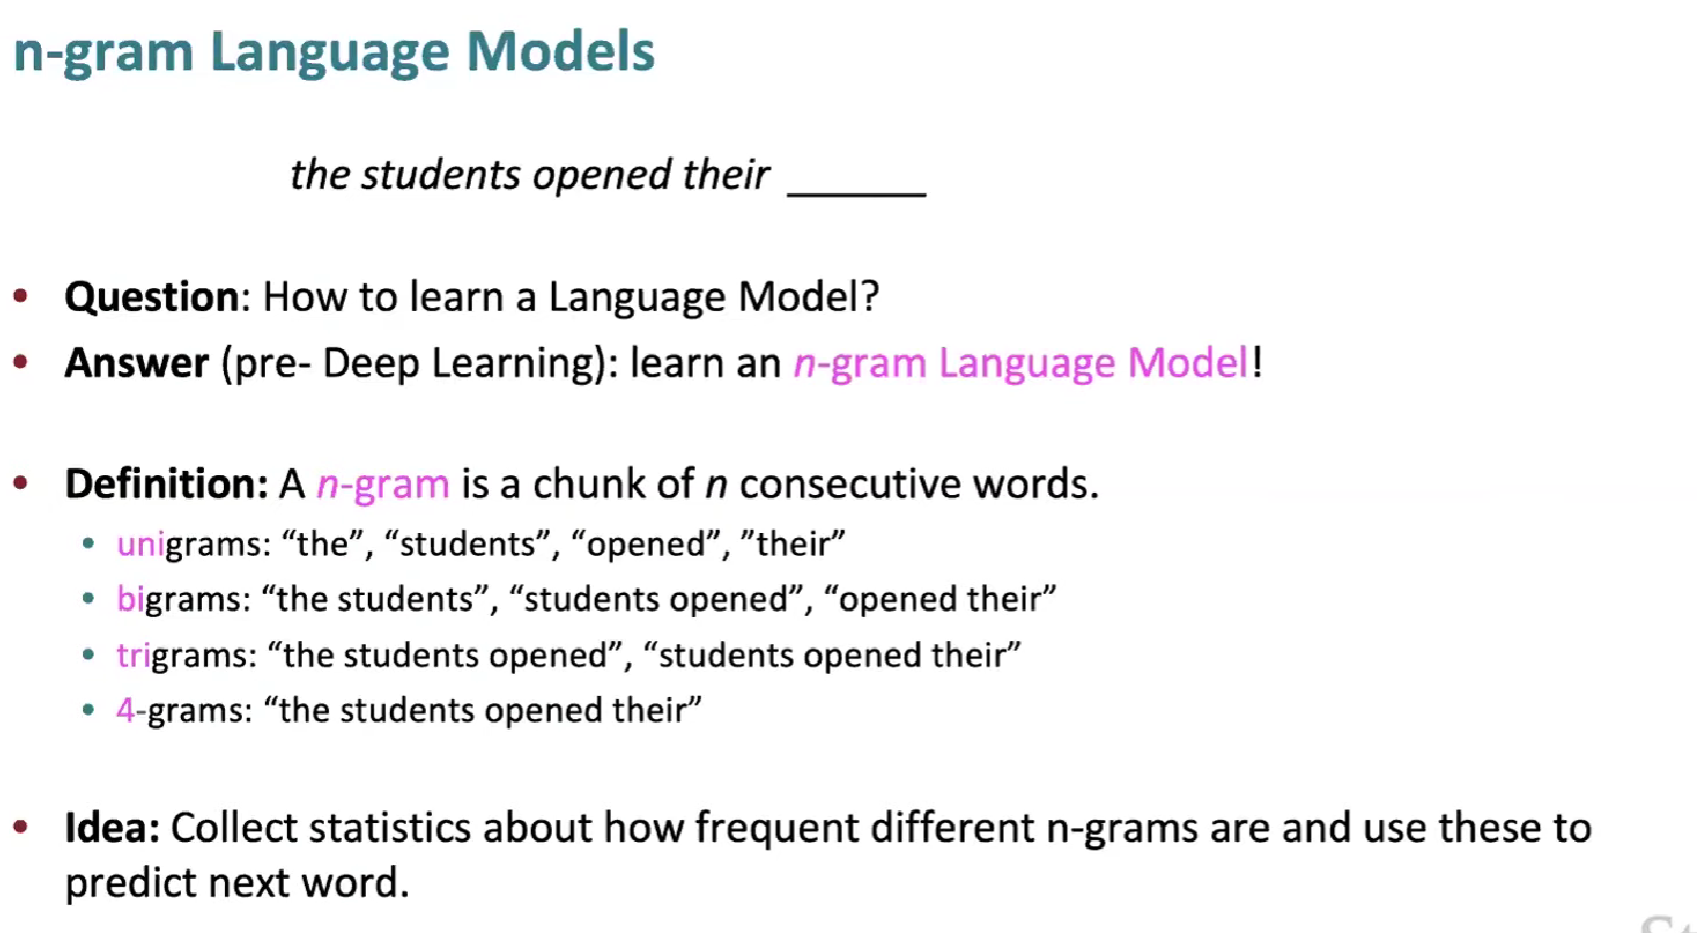 n-gram Language Models
the students opened their ______
• Question: How to learn a Language Model?
• Answer (pre- Deep Learning): learn an n-gram Language Model!
• Definition: A n-gram is a chunk of n consecutive words.
• unigrams: “the”, “students”, “opened”, ”their”
• bigrams: “the students”, “students opened”, “opened their”
• trigrams: “the students opened”, “students opened their”
• 4-grams: “the students opened their”
• Idea: Collect statistics about how frequent different n-grams are and use these to
predict next word.